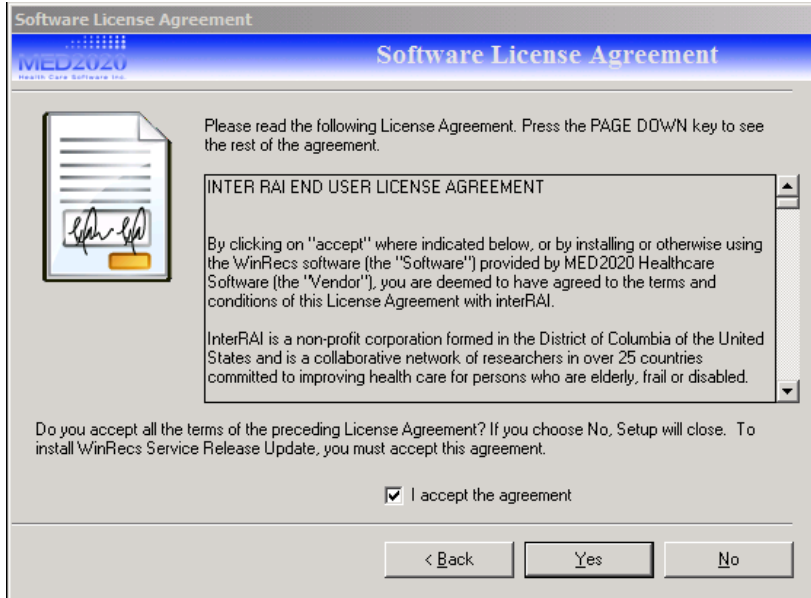 Software License Agreement
MED2020
Health Care Software Inc.
Software License Agreement
Please read the following License Agreement. Press the PAGE DOWN key to see
the rest of the agreement.
INTER RAI END USER LICENSE AGREEMENT
By clicking on "accept" where indicated below, or by installing or otherwise using
the WinRecs software (the "Software") provided by MED2020 Healthcare
Software (the "Vendor"), you are deemed to have agreed to the terms and
conditions of this License Agreement with interRAI.
InterRAI is a non-profit corporation formed in the District of Columbia of the United
States and is a collaborative network of researchers in over 25 countries
committed to improving health care for persons who are elderly, frail or disabled.
Do you accept all the terms of the preceding License Agreement? If you choose No, Setup will close. To
install WinRecs Service Release Update, you must accept this agreement.
I accept the agreement
< Back
Yes
No